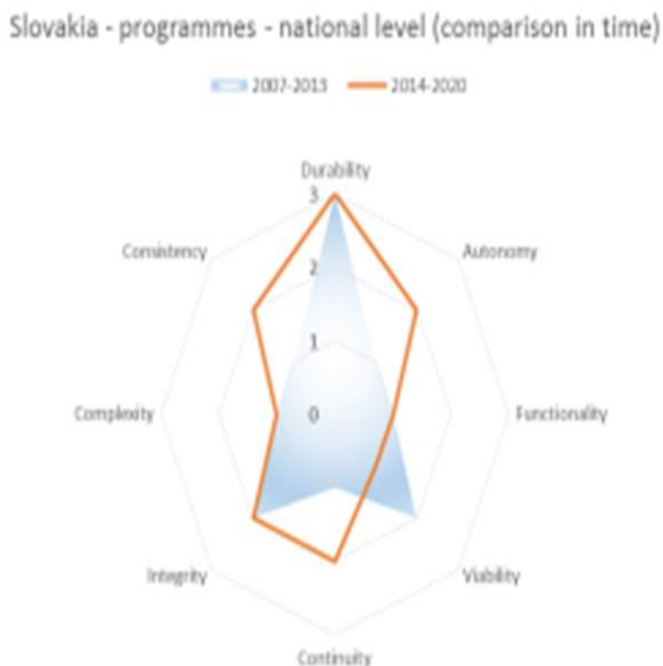 Slovakia - programmes - national level (comparison in time)
2007-2013 2014-2020
Durability
3
Consistency Autonomy
2
1
Complexity 0 Functionality
Integrity Viability
Continuity